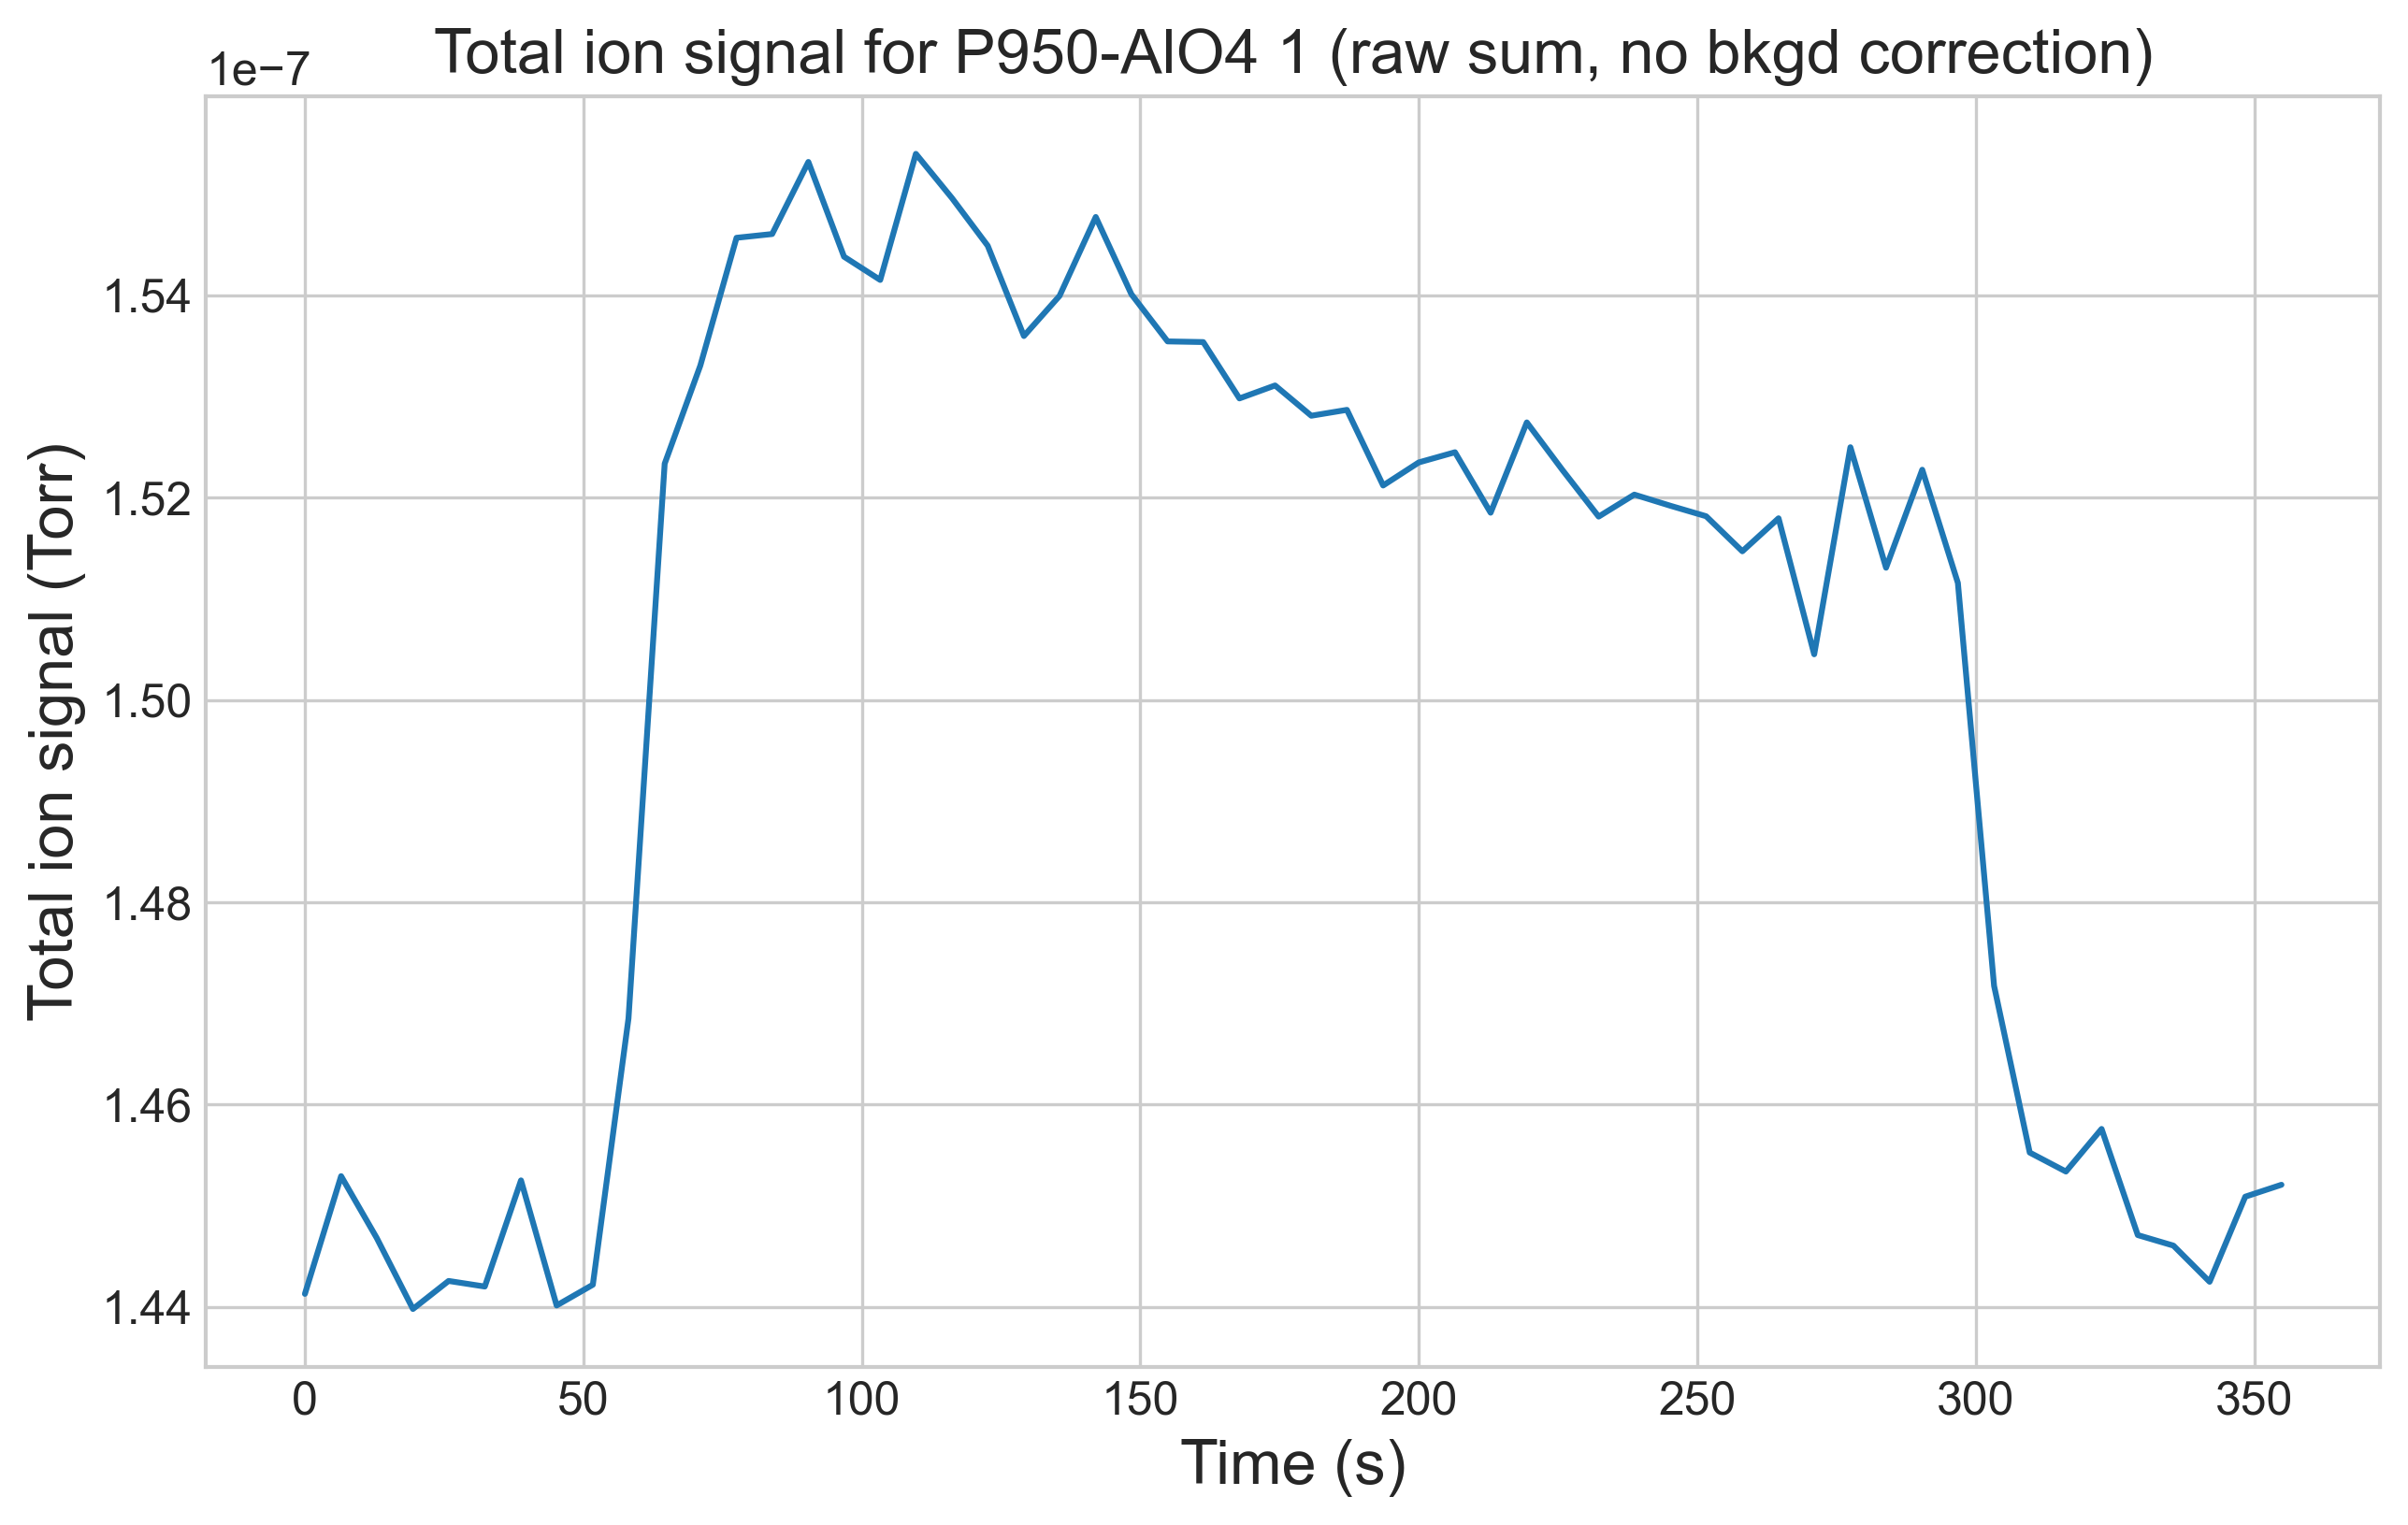 Total ion signal for P950-AlO4 1 (raw sum, no bkgd correction)
1e−7
1.54
1.52
1.50
1.48
1.46
1.44
Total ion signal (Torr)
0 50 100 150 200 250 300 350
Time (s)